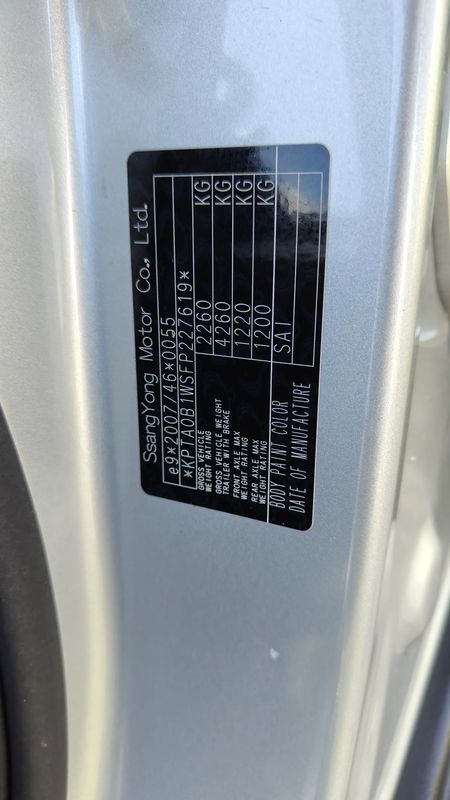 SsangYong Motor Co., Ltd.
e9*2007/46*0155
*KPTA0B1WSFP227619*
GROSS VEHICLE WEIGHT RATING 2260 KG
GROSS VEHICLE WEIGHT TRAILER WITH BRAKE 4260 KG
FRONT AXLE MAX WEIGHT RATING 1220 KG
REAR AXLE MAX WEIGHT RATING 1200 KG
BODY PAINT COLOR SAI
DATE OF MANUFACTURE